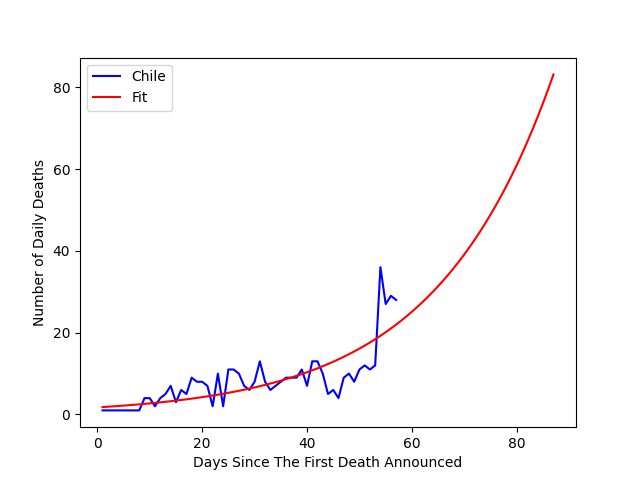 Chile
Fit
Number of Daily Deaths
80
60
40
20
0
0 20 40 60 80
Days Since The First Death Announced